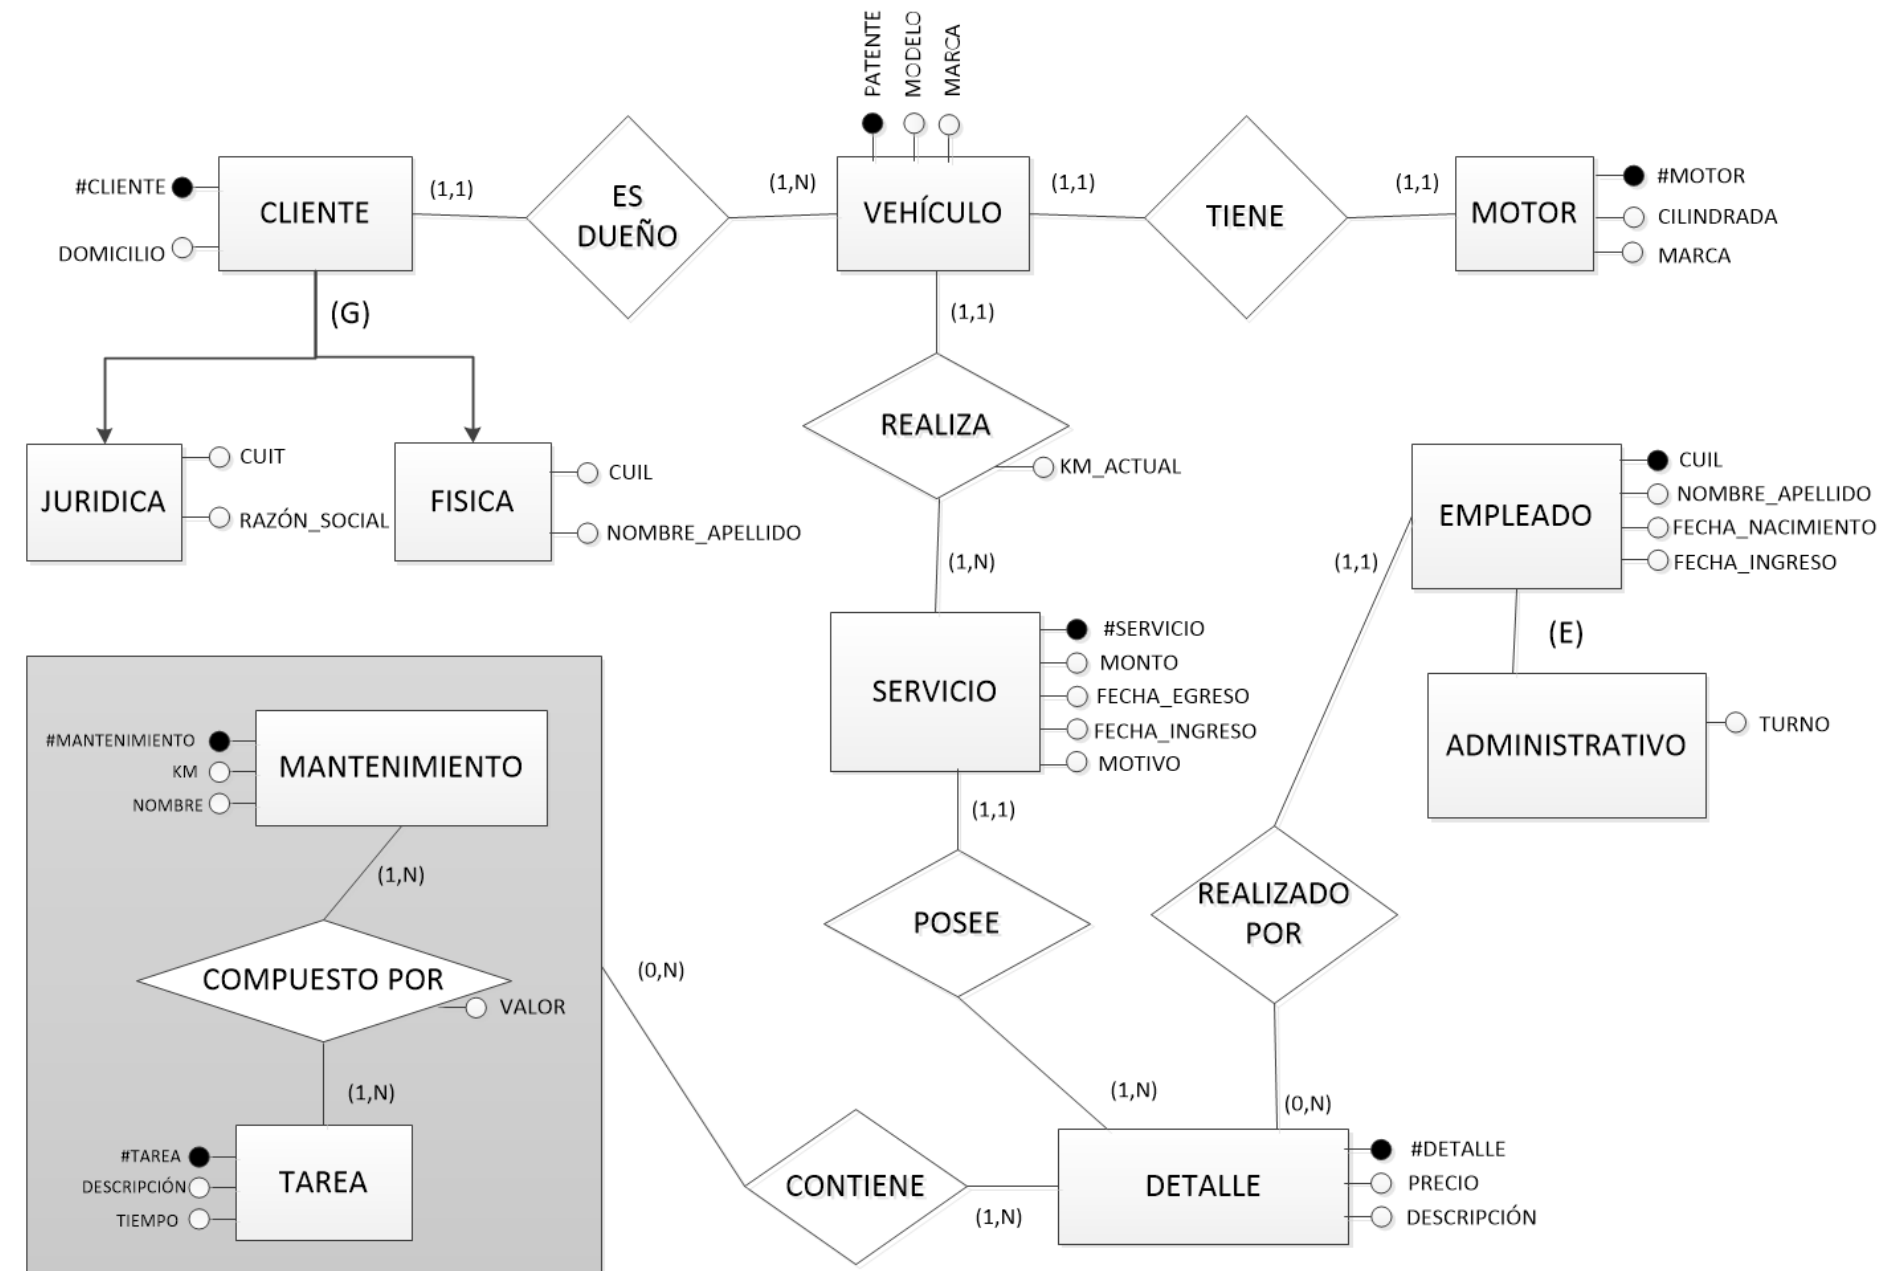 PATENTE
MODELO
MARCA
#CLIENTE
DOMICILIO
CLIENTE
(1,1)
ES
DUEÑO
(1,N)
VEHÍCULO
(1,1)
TIENE
(1,1)
MOTOR
#MOTOR
CILINDRADA
MARCA
(G)
(1,1)
JURIDICA
CUIT
RAZÓN_SOCIAL
FISICA
CUIL
NOMBRE_APELLIDO
REALIZA
KM_ACTUAL
(1,N)
EMPLEADO
CUIL
NOMBRE_APELLIDO
FECHA_NACIMIENTO
FECHA_INGRESO
(1,1)
(E)
ADMINISTRATIVO
TURNO
SERVICIO
#SERVICIO
MONTO
FECHA_EGRESO
FECHA_INGRESO
MOTIVO
(1,1)
#MANTENIMIENTO
KM
NOMBRE
MANTENIMIENTO
(1,N)
COMPUESTO POR
VALOR
(1,N)
#TAREA
DESCRIPCIÓN
TIEMPO
TAREA
(0,N)
POSEE
REALIZADO
POR
(1,N)
(0,N)
CONTIENE
(1,N)
DETALLE
#DETALLE
PRECIO
DESCRIPCIÓN